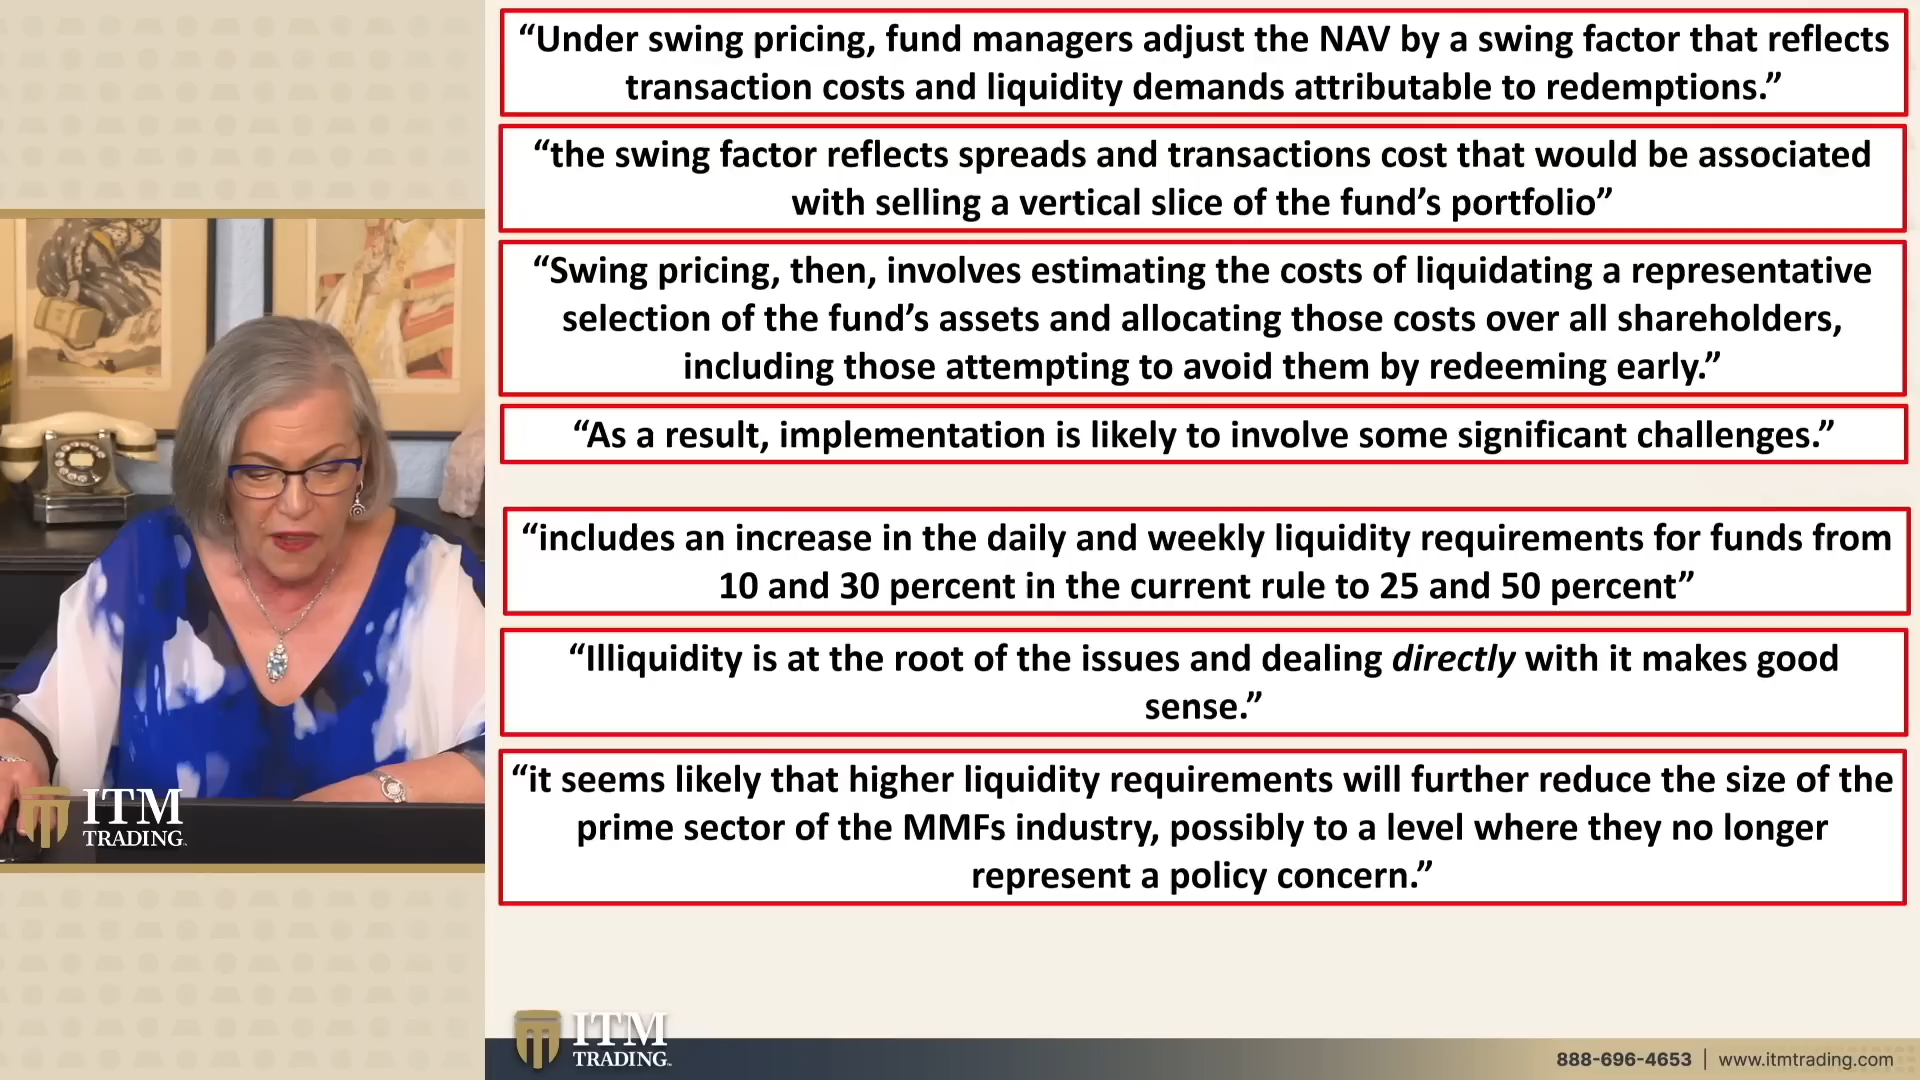 “Under swing pricing, fund managers adjust the NAV by a swing factor that reflects
transaction costs and liquidity demands attributable to redemptions.”
“the swing factor reflects spreads and transactions cost that would be associated
with selling a vertical slice of the fund’s portfolio”
“Swing pricing, then, involves estimating the costs of liquidating a representative
selection of the fund’s assets and allocating those costs over all shareholders,
including those attempting to avoid them by redeeming early.”
“As a result, implementation is likely to involve some significant challenges.”
“includes an increase in the daily and weekly liquidity requirements for funds from
10 and 30 percent in the current rule to 25 and 50 percent”
“Illiquidity is at the root of the issues and dealing directly with it makes good
sense.”
“it seems likely that higher liquidity requirements will further reduce the size of the
prime sector of the MMFs industry, possibly to a level where they no longer
represent a policy concern.”
ITM
TRADING
ITM
TRADING
888-696-4653 | www.itmtrading.com